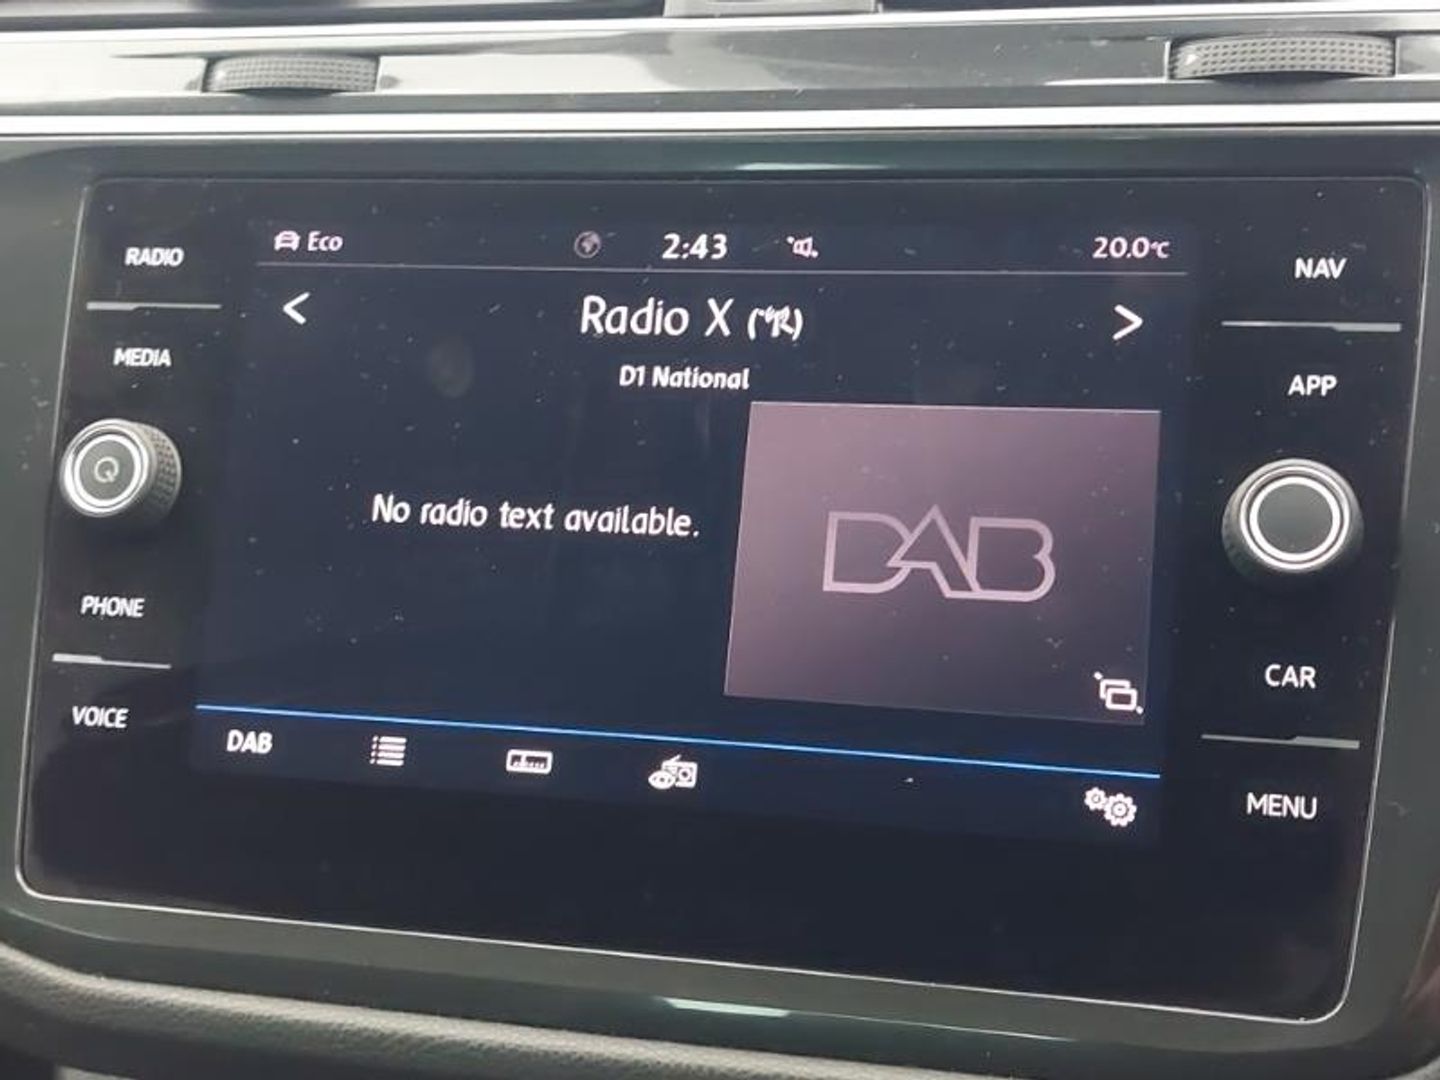 RADIO
MEDIA
PHONE
VOICE
Eco
2:43
20.0°C
Radio X
D1 National
No radio text available.
DAB
DAB
NAV
APP
CAR
MENU